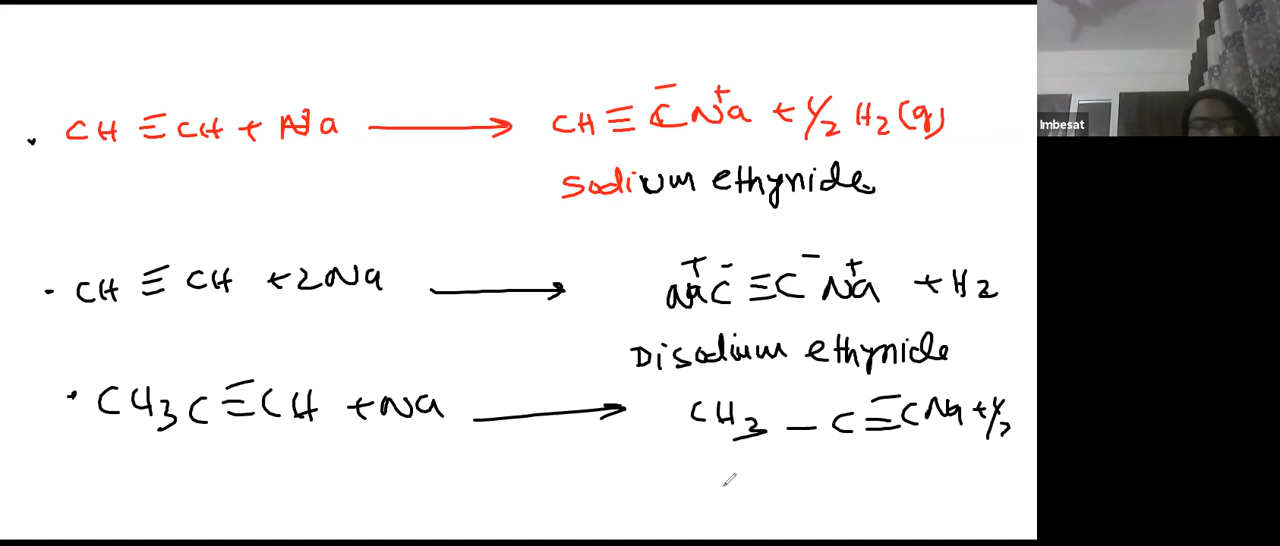 CH ≡ CH + Na ⟶ CH ≡ C⁻Na⁺ + 1/2 H₂(g)
Imbesat
sodium ethynide
CH ≡ CH + 2Na ⟶ Na⁺C⁻ ≡ C⁻ Na⁺ + H₂
Disodium ethynide
CH₃C≡CH + Na ⟶ CH₃ – C≡CNa + 1/2